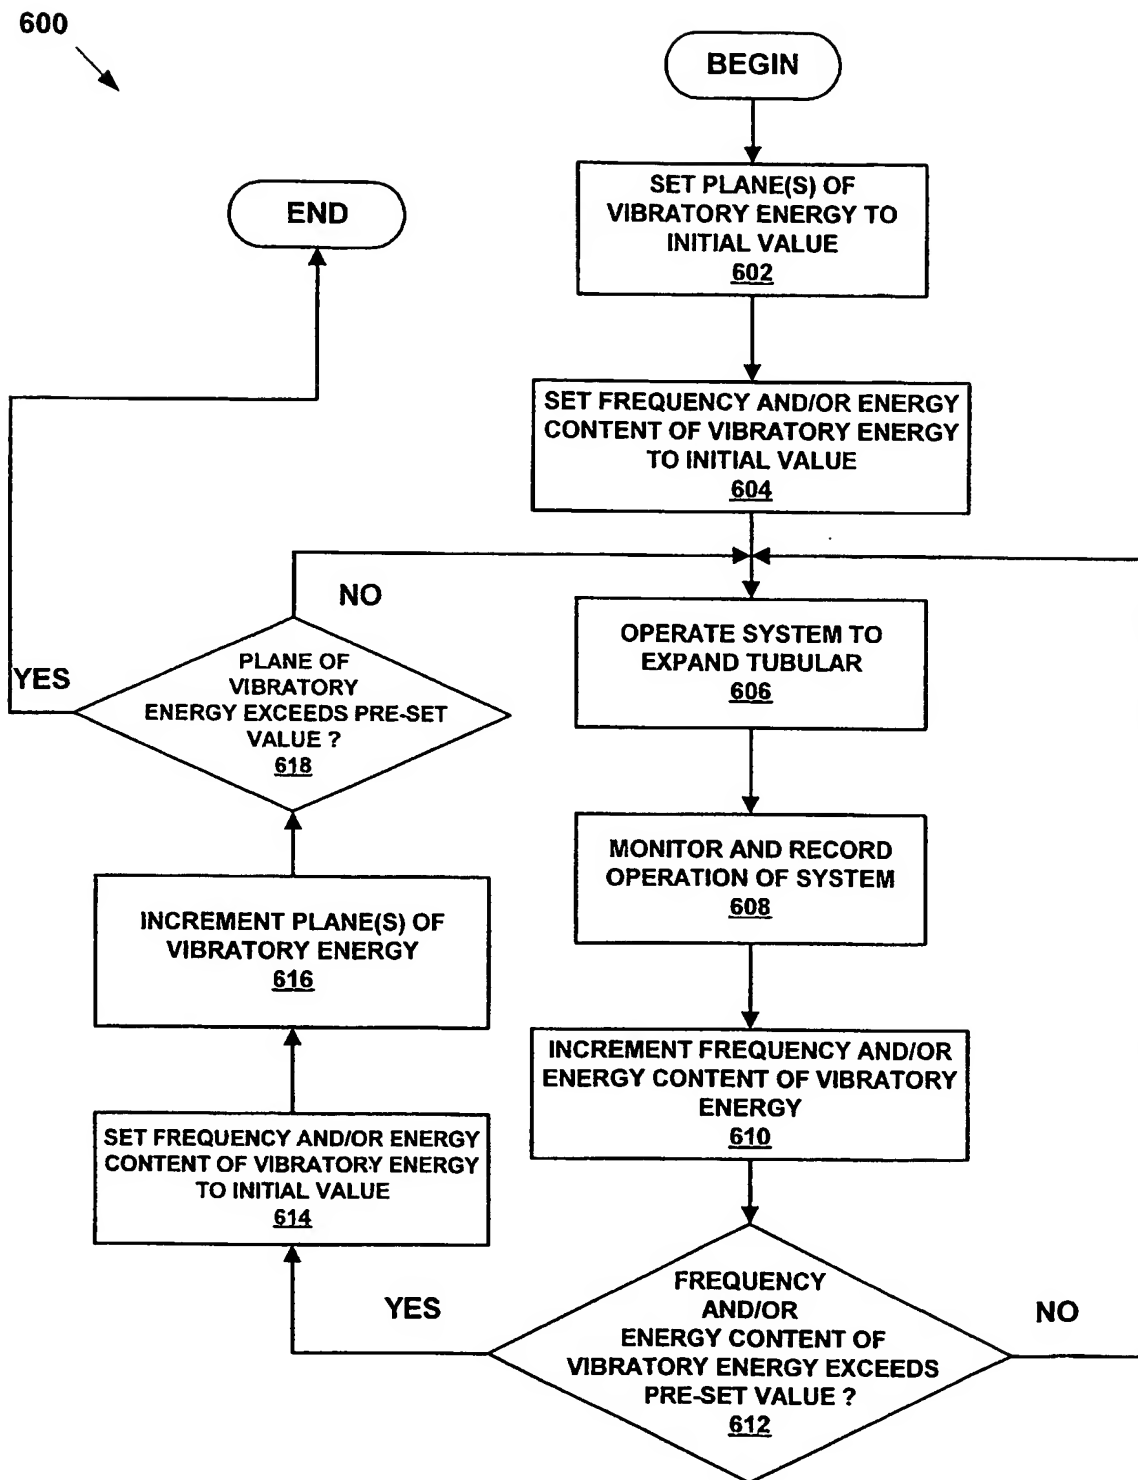 600
BEGIN
SET PLANE(S) OF
VIBRATORY ENERGY TO
INITIAL VALUE
602
END
SET FREQUENCY AND/OR ENERGY
CONTENT OF VIBRATORY ENERGY
TO INITIAL VALUE
604
NO
OPERATE SYSTEM TO
EXPAND TUBULAR
606
YES
PLANE OF
VIBRATORY
ENERGY EXCEEDS PRE-SET
VALUE ?
618
MONITOR AND RECORD
OPERATION OF SYSTEM
608
INCREMENT PLANE(S) OF
VIBRATORY ENERGY
616
INCREMENT FREQUENCY AND/OR
ENERGY CONTENT OF VIBRATORY
ENERGY
610
SET FREQUENCY AND/OR ENERGY
CONTENT OF VIBRATORY ENERGY
TO INITIAL VALUE
614
YES
FREQUENCY
AND/OR
ENERGY CONTENT OF
VIBRATORY ENERGY EXCEEDS
PRE-SET VALUE ?
612
NO